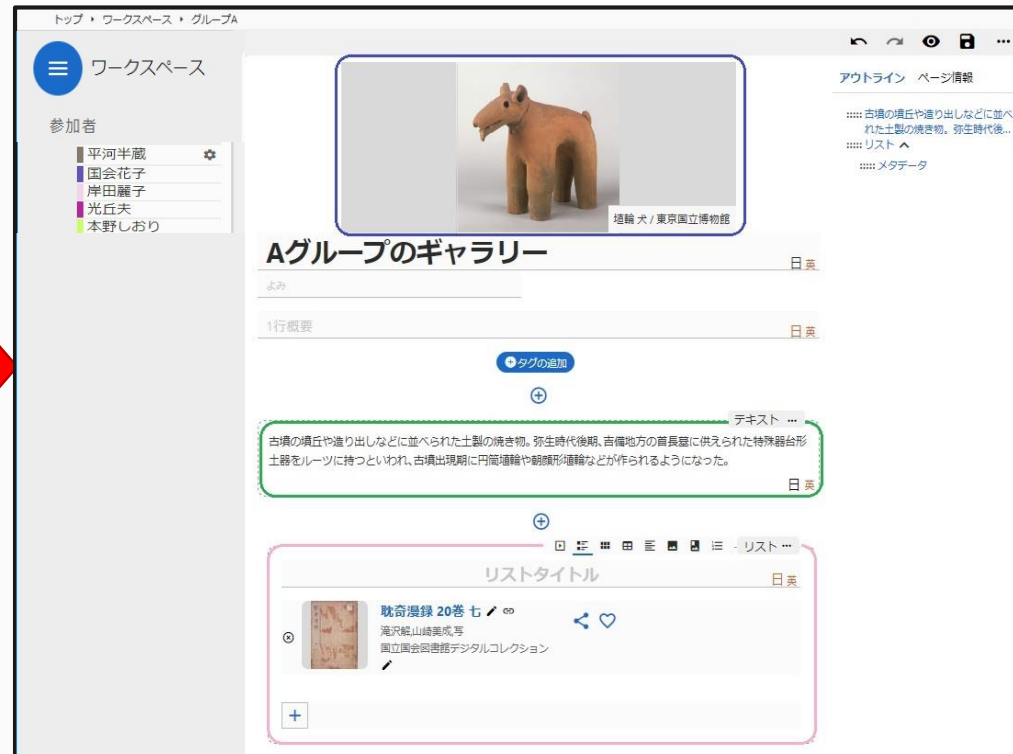 トップ ・ ワークスペース ・ グループA
ワークスペース
参加者
平河半蔵
国会花子
岸田麗子
光丘夫
本野しおり
埴輪 犬 / 東京国立博物館
Aグループのギャラリー
日英
よみ
1行概要
日英
タグの追加
テキスト …
古墳の墳丘や造り出しなどに並べられた土製の焼き物。弥生時代後期、吉備地方の首長墓に供えられた特殊器台形
土器をルーツに持つといわれ、古墳出現期に円筒埴輪や朝顔形埴輪などが作られるようになった。
日英
リスト …
リストタイトル
日英
耽奇漫録 20巻 七
滝沢解,山崎美成,写
国立国会図書館デジタルコレクション
アウトライン ページ情報
古墳の墳丘や造り出しなどに並べ
れた土製の焼き物。弥生時代後...
リスト
メタデータ